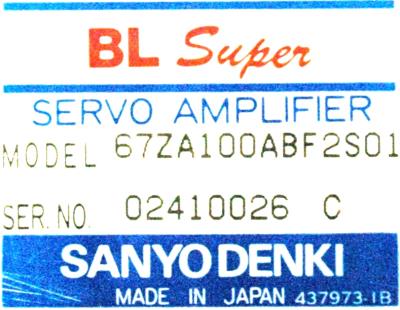 BL Super
SERVO AMPLIFIER
MODEL 67ZA100ABF2S01
SER. NO. 02410026 C
SANYO DENKI
MADE IN JAPAN 437973-1B